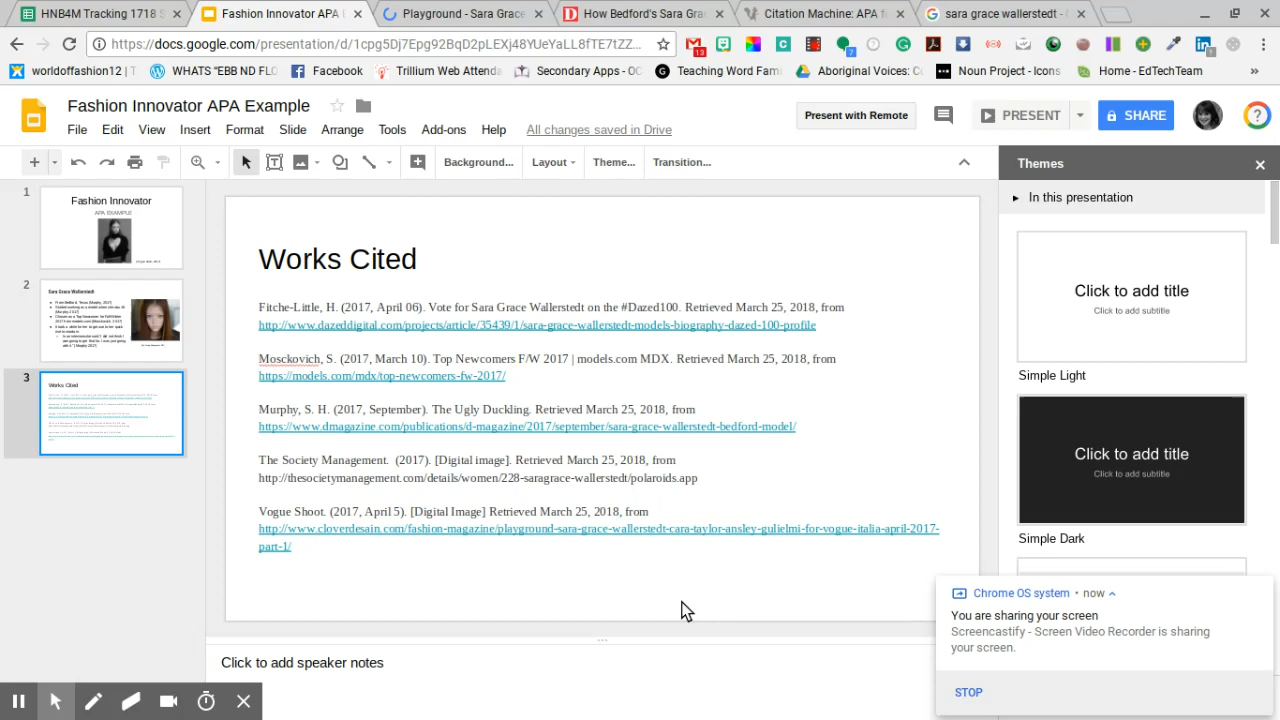 HNB4M Tracking 1718 S
Fashion Innovator APA E
Playground - Sara Grace
How Bedford's Sara Gra
Citation Machine: APA f
sara grace wallerstedt -
https://docs.google.com/presentation/d/1cpg5Dj7Epg92BqD2pLEXj48YUeYaLL8fTE7tZZ...
13
7
1
worldoffashion12 | T
WHATS "EBB N FLO
Facebook
Trillium Web Attenda
Secondary Apps - OC
Teaching Word Fam
Aboriginal Voices: Cu
Noun Project - Icons
Home - EdTechTeam
Fashion Innovator APA Example
Present with Remote
PRESENT
SHARE
File Edit View Insert Format Slide Arrange Tools Add-ons Help All changes saved in Drive
Background... Layout Theme... Transition...
Themes
In this presentation
1
Fashion Innovator
APA EXAMPLE
2
Sara Grace Wallerstedt
3
Works Cited
Works Cited
Fitche-Little, H. (2017, April 06). Vote for Sara Grace Wallerstedt on the #Dazed100. Retrieved March 25, 2018, from
http://www.dazeddigital.com/projects/article/35439/1/sara-grace-wallerstedt-models-biography-dazed-100-profile
Mosckovich, S. (2017, March 10). Top Newcomers F/W 2017 | models.com MDX. Retrieved March 25, 2018, from
https://models.com/mdx/top-newcomers-fw-2017/
Murphy, S. H. (2017, September). The Ugly Duckling. Retrieved March 25, 2018, from
https://www.dmagazine.com/publications/d-magazine/2017/september/sara-grace-wallerstedt-bedford-model/
The Society Management. (2017). [Digital image]. Retrieved March 25, 2018, from
http://thesocietymanagement.com/details/women/228-saragrace-wallerstedt/polaroids.com
Vogue Shoot. (2017, April 5). [Digital Image] Retrieved March 25, 2018, from
http://www.cloverdesain.com/fashion-magazine/playground-sara-grace-wallerstedt-cara-taylor-ansley-gulielmi-for-vogue-italia-april-2017-
part-1/
Click to add title
Click to add subtitle
Simple Light
Click to add title
Click to add subtitle
Simple Dark
Click to add speaker notes
Chrome OS system • now
You are sharing your screen
Screencastify - Screen Video Recorder is sharing
your screen.
STOP